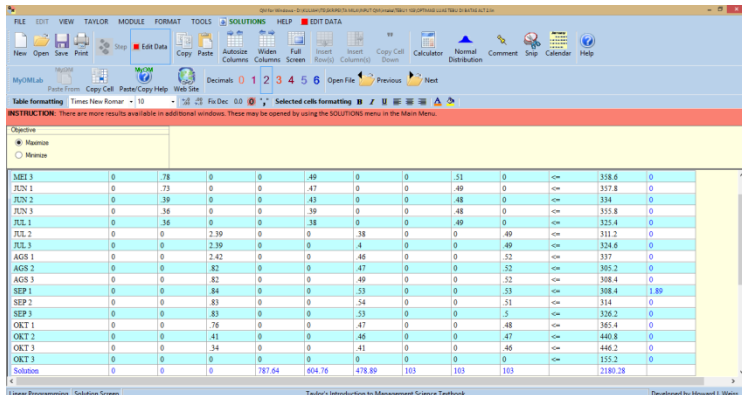 FILE EDIT VIEW TAYLOR MODULE FORMAT TOOLS SOLUTIONS HELP EDIT DATA
New Open Save Print Step Edit Data Copy Paste Autosize Columns Widen Columns Full Screen Insert Row(s) Insert Column(s) Copy Cell Down Calculator Normal Distribution Comment Snip Calendar Help
MyOMLab Paste From Copy Cell Paste/Copy Help Web Site Decimals 0 1 2 3 4 5 6 Open File Previous Next
Table formatting Times New Romar 10 Fix Dec 0.0 0 Selected cells formatting B I U
INSTRUCTION: There are more results available in additional windows. These may be opened by using the SOLUTIONS menu in the Main Menu.
Objective
Maximize
Minimize
MEI 3 0 .78 0 0 .49 0 0 .51 0 <= 358.6 0
JUN 1 0 .73 0 0 .47 0 0 .49 0 <= 357.8 0
JUN 2 0 .39 0 0 .43 0 0 .48 0 <= 334 0
JUN 3 0 .36 0 0 .39 0 0 .48 0 <= 355.8 0
JUL 1 0 .36 0 0 .38 0 0 .49 0 <= 325.4 0
JUL 2 0 0 2.39 0 0 .38 0 0 .49 <= 311.2 0
JUL 3 0 0 2.39 0 0 .4 0 0 .49 <= 324.6 0
AGS 1 0 0 2.42 0 0 .46 0 0 .52 <= 337 0
AGS 2 0 0 .82 0 0 .47 0 0 .52 <= 305.2 0
AGS 3 0 0 .82 0 0 .49 0 0 .52 <= 308.4 0
SEP 1 0 0 .84 0 0 .53 0 0 .53 <= 308.4 1.89
SEP 2 0 0 .83 0 0 .54 0 0 .51 <= 314 0
SEP 3 0 0 .83 0 0 .53 0 0 .5 <= 326.2 0
OKT 1 0 0 .76 0 0 .47 0 0 .48 <= 365.4 0
OKT 2 0 0 .41 0 0 .46 0 0 .47 <= 440.8 0
OKT 3 0 0 .34 0 0 .41 0 0 .46 <= 446.2 0
OKT 3 0 0 0 0 0 0 0 0 0 <= 155.2 0
Solution 0 0 0 787.64 604.76 478.89 103 103 103 2180.28
Linear Programming Solution Screen Taylor's Introduction to Management Science Textbook Developed by Howard J. Weiss